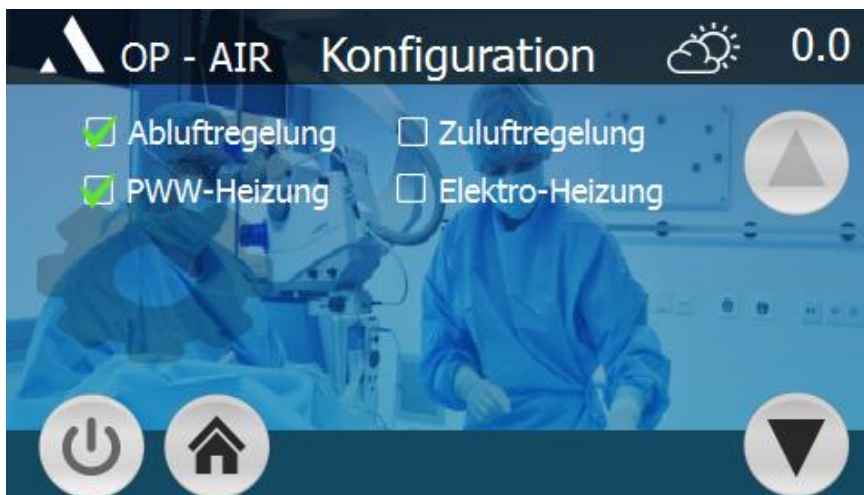 OP - AIR Konfiguration 0.0
Abluftregelung Zuluftregelung
PWW-Heizung Elektro-Heizung